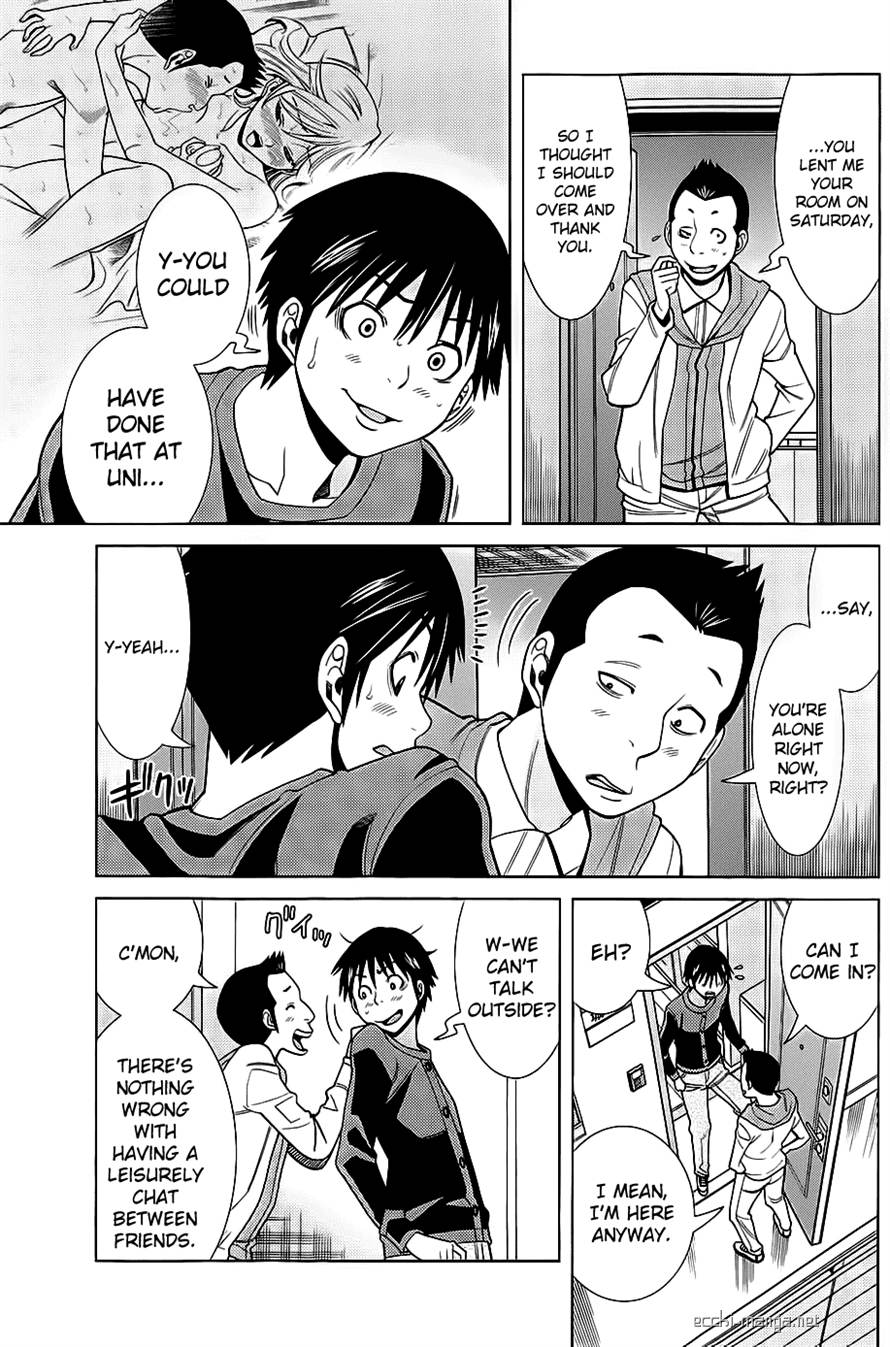 ...YOU
LENT ME
YOUR
ROOM ON
SATURDAY,
SO I
THOUGHT
I SHOULD
COME
OVER AND
THANK
YOU.
Y-YOU
COULD
HAVE
DONE
THAT AT
UNI...
...SAY,
YOU'RE
ALONE
RIGHT
NOW,
RIGHT?
Y-YEAH...
ギクッ
CAN I
COME IN?
EH?
I MEAN,
I'M HERE
ANYWAY.
W-WE
CAN'T
TALK
OUTSIDE?
グイッ
C'MON,
THERE'S
NOTHING
WRONG
WITH
HAVING A
LEISURELY
CHAT
BETWEEN
FRIENDS.
ecchi-manga.net